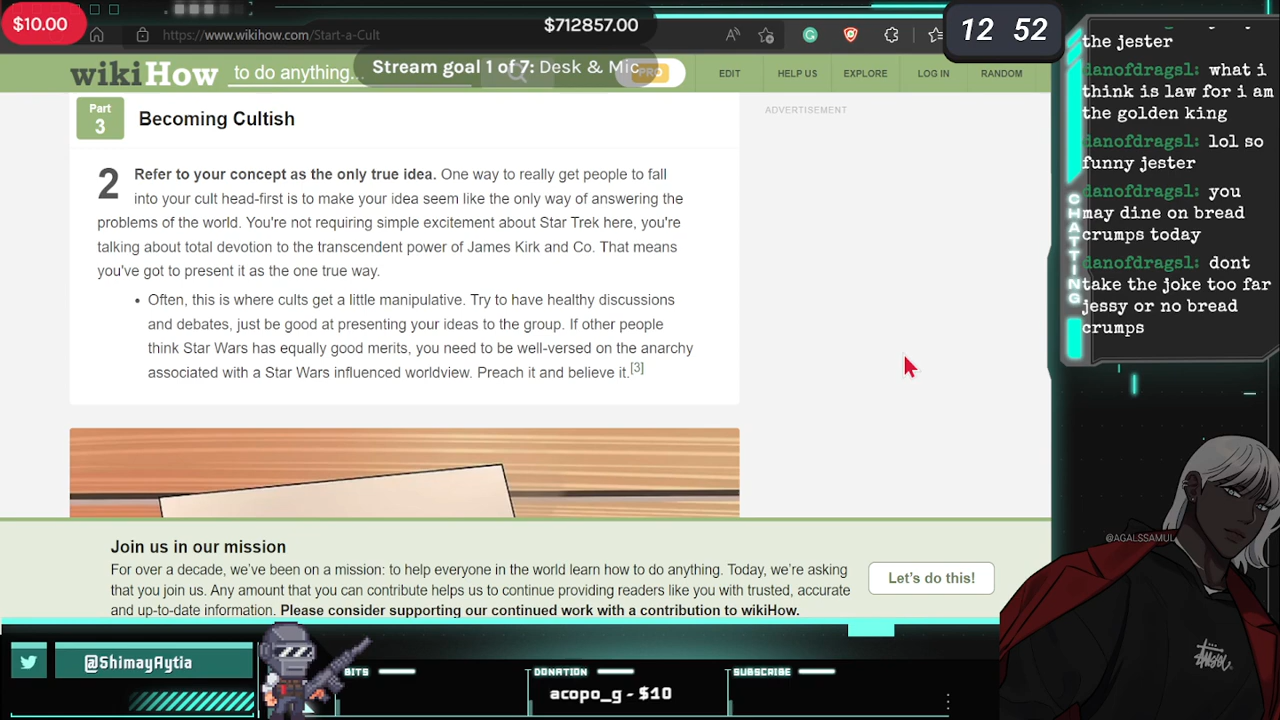 $10.00
https://www.wikihow.com/Start-a-Cult
$712857.00
12 52
wikiHow to do anything...
Stream goal 1 of 7: Desk & Mic
PRO
EDIT
HELP US
EXPLORE
LOG IN
RANDOM
Part
3
Becoming Cultish
ADVERTISEMENT
2 Refer to your concept as the only true idea. One way to really get people to fall
into your cult head-first is to make your idea seem like the only way of answering the
problems of the world. You're not requiring simple excitement about Star Trek here, you're
talking about total devotion to the transcendent power of James Kirk and Co. That means
you've got to present it as the one true way.
• Often, this is where cults get a little manipulative. Try to have healthy discussions
and debates, just be good at presenting your ideas to the group. If other people
think Star Wars has equally good merits, you need to be well-versed on the anarchy
associated with a Star Wars influenced worldview. Preach it and believe it.[3]
Join us in our mission
For over a decade, we've been on a mission: to help everyone in the world learn how to do anything. Today, we're asking
that you join us. Any amount that you can contribute helps us to continue providing readers like you with trusted, accurate
and up-to-date information. Please consider supporting our continued work with a contribution to wikiHow.
Let's do this!
the jester
danofdragsl: what i
think is law for i am
the golden king
danofdragsl: lol so
funny jester
danofdragsl: you
may dine on bread
crumps today
danofdragsl: dont
take the joke too far
jessy or no bread
crumps
CHATTING
@AGALSSAMUL
@ShimayAytia
BITS
DONATION
acopo_g - $10
SUBSCRIBE